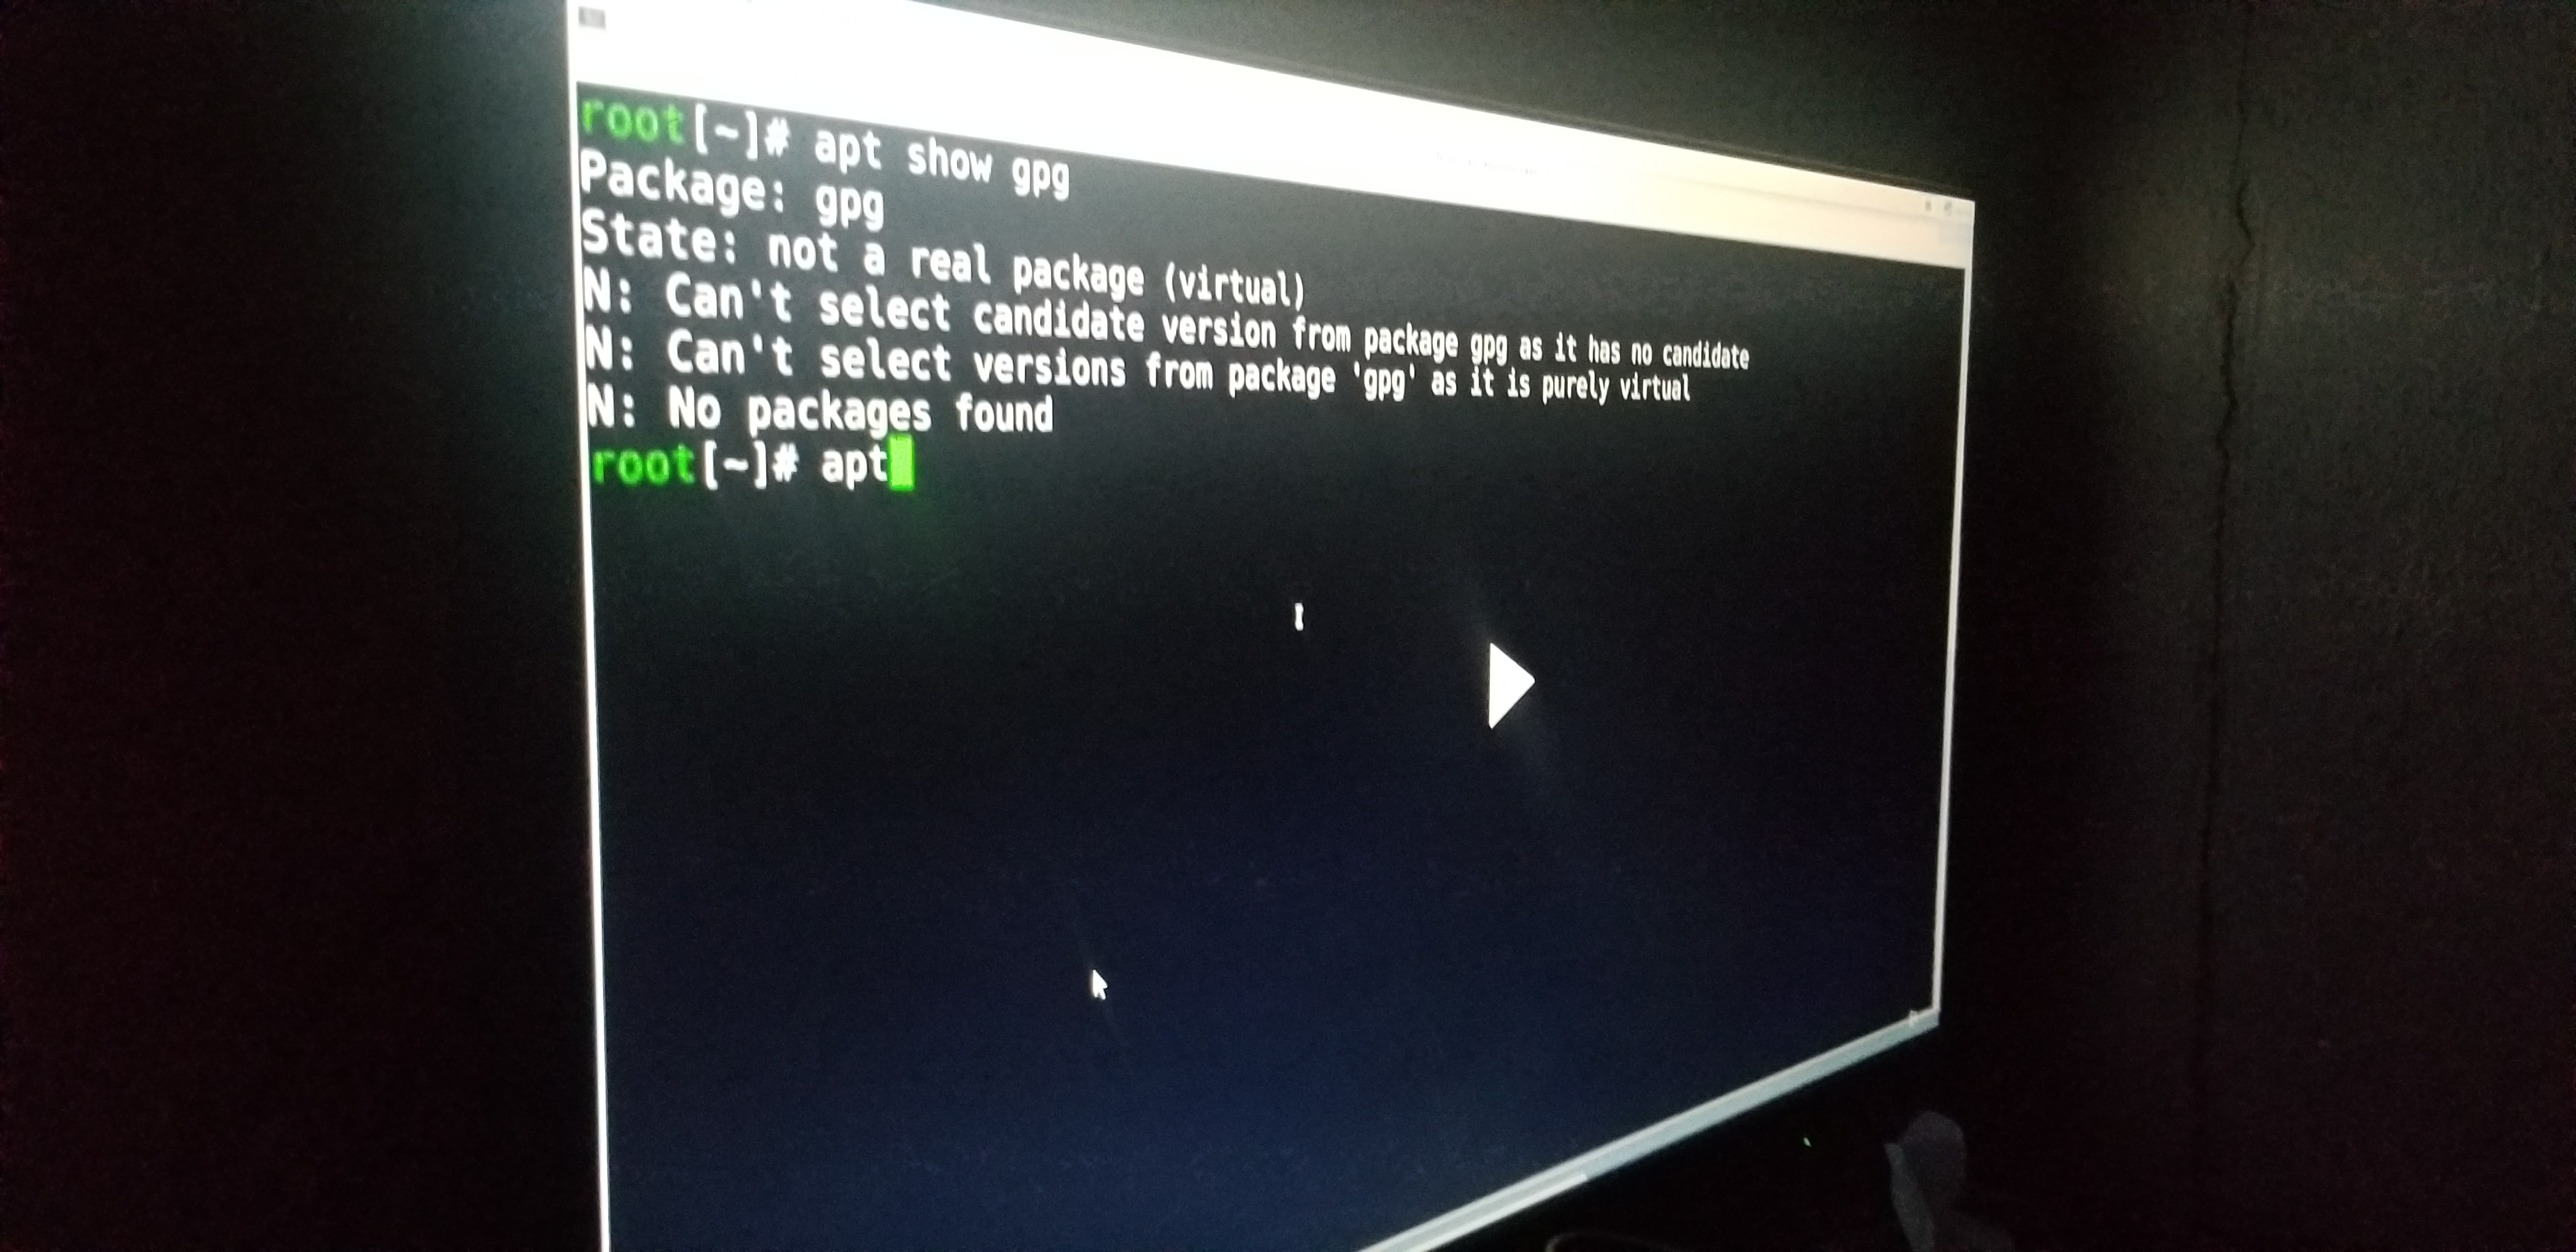 root[~]# apt show gpg
Package: gpg
State: not a real package (virtual)
N: Can't select candidate version from package gpg as it has no candidate
N: Can't select versions from package 'gpg' as it is purely virtual
N: No packages found
root[~]# apt